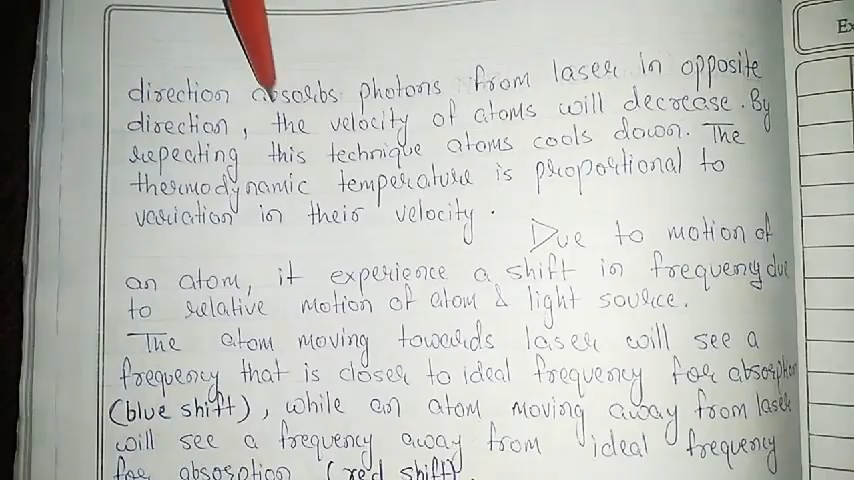 direction absorbs photons from laser in opposite
direction, the velocity of atoms will decrease. By
repeating this technique atoms cools down. The
thermodynamic temperature is proportional to
variation in their velocity.
Due to motion of
an atom, it experience a shift in frequency due
to relative motion of atom & light source.
The atom moving towards laser will see a
frequency that is closer to ideal frequency for absorption
(blue shift), while an atom moving away from laser
will see a frequency away from ideal frequency
for absorption (red shift).
Ex